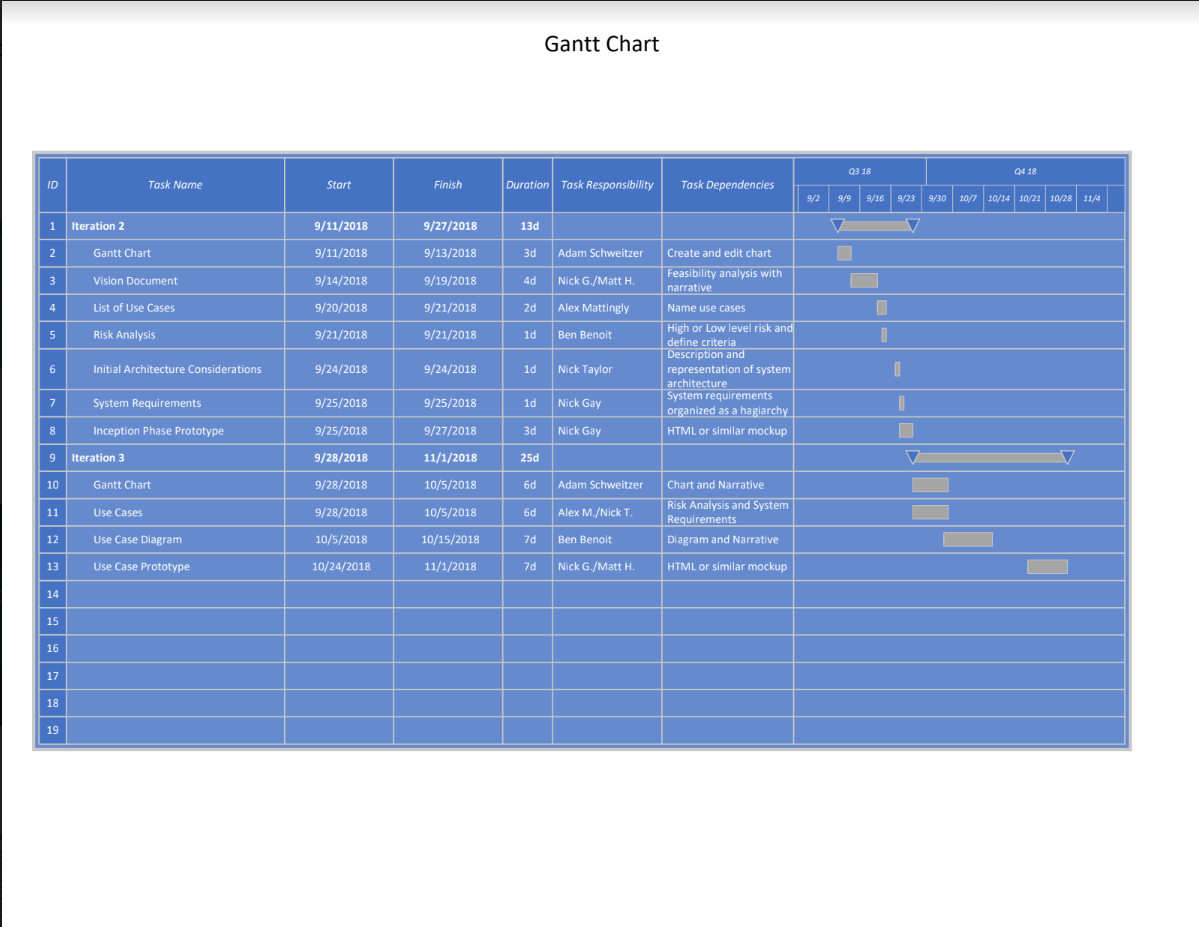 Gantt Chart
ID Task Name Start Finish Duration Task Responsibility Task Dependencies Q3 18 Q4 18
9/2 9/9 9/16 9/23 9/30 10/7 10/14 10/21 10/28 11/4
1 Iteration 2 9/11/2018 9/27/2018 13d
2 Gantt Chart 9/11/2018 9/13/2018 3d Adam Schweitzer Create and edit chart
3 Vision Document 9/14/2018 9/19/2018 4d Nick G./Matt H. Feasibility analysis with
narrative
4 List of Use Cases 9/20/2018 9/21/2018 2d Alex Mattingly Name use cases
5 Risk Analysis 9/21/2018 9/21/2018 1d Ben Benoit High or Low level risk and
define criteria
6 Initial Architecture Considerations 9/24/2018 9/24/2018 1d Nick Taylor Description and
representation of system
architecture
7 System Requirements 9/25/2018 9/25/2018 1d Nick Gay System requirements
organized as a hagiarchy
8 Inception Phase Prototype 9/25/2018 9/27/2018 3d Nick Gay HTML or similar mockup
9 Iteration 3 9/28/2018 11/1/2018 25d
10 Gantt Chart 9/28/2018 10/5/2018 6d Adam Schweitzer Chart and Narrative
11 Use Cases 9/28/2018 10/5/2018 6d Alex M./Nick T. Risk Analysis and System
Requirements
12 Use Case Diagram 10/5/2018 10/15/2018 7d Ben Benoit Diagram and Narrative
13 Use Case Prototype 10/24/2018 11/1/2018 7d Nick G./Matt H. HTML or similar mockup
14
15
16
17
18
19